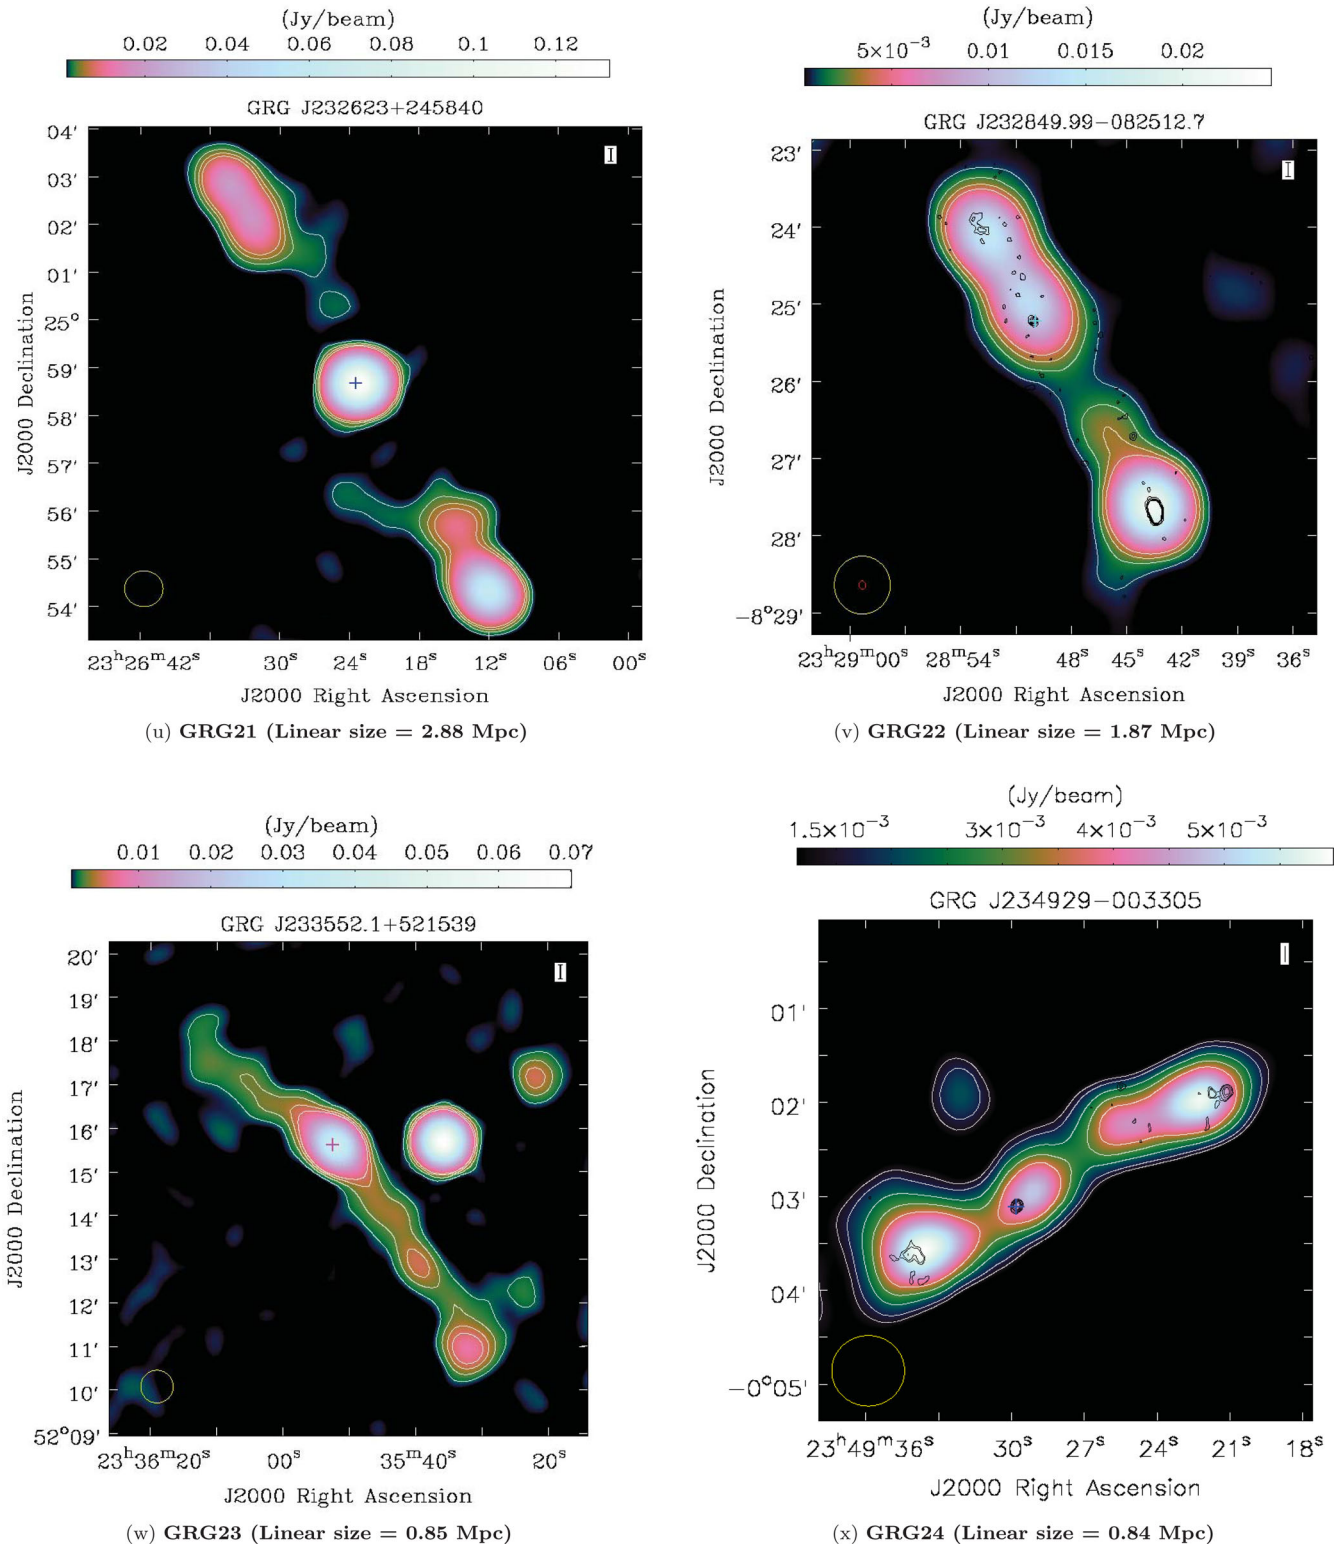 (Jy/beam)
0.02 0.04 0.06 0.08 0.1 0.12
GRG J232623+245840
I
04′
03′
02′
01′
25°
59′
58′
57′
56′
55′
54′
J2000 Declination
23ʰ26ᵐ42ˢ 30ˢ 24ˢ 18ˢ 12ˢ 06ˢ 00ˢ
J2000 Right Ascension
(u) GRG21 (Linear size = 2.88 Mpc)
(Jy/beam)
5×10⁻³ 0.01 0.015 0.02
GRG J232849.99−082512.7
I
23′
24′
25′
26′
27′
28′
−8°29′
J2000 Declination
23ʰ29ᵐ00ˢ 28ᵐ54ˢ 48ˢ 45ˢ 42ˢ 39ˢ 36ˢ
J2000 Right Ascension
(v) GRG22 (Linear size = 1.87 Mpc)
(Jy/beam)
0.01 0.02 0.03 0.04 0.05 0.06 0.07
GRG J233552.1+521539
I
20′
19′
18′
17′
16′
15′
14′
13′
12′
11′
10′
52°09′
J2000 Declination
23ʰ36ᵐ20ˢ 00ˢ 35ᵐ40ˢ 20ˢ
J2000 Right Ascension
(w) GRG23 (Linear size = 0.85 Mpc)
(Jy/beam)
1.5×10⁻³ 3×10⁻³ 4×10⁻³ 5×10⁻³
GRG J234929−003305
I
01'
02'
03'
04'
−0°05'
J2000 Declination
23ʰ49ᵐ36ˢ 30ˢ 27ˢ 24ˢ 21ˢ 18ˢ
J2000 Right Ascension
(x) GRG24 (Linear size = 0.84 Mpc)